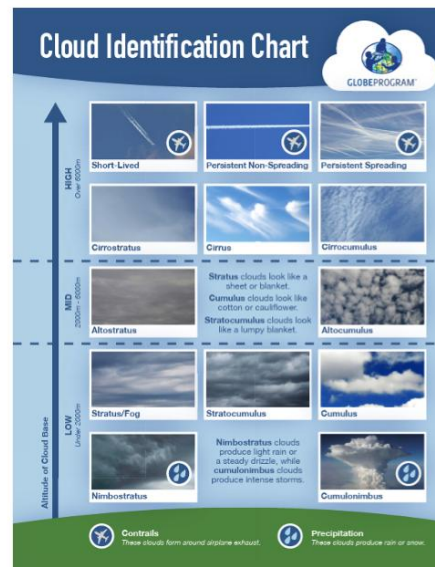 Cloud Identification Chart
GLOBEPROGRAM
HIGH
Over 6000m
Short-Lived
Persistent Non-Spreading
Persistent Spreading
Cirrostratus
Cirrus
Cirrocumulus
MID
2000m - 6000m
Altostratus
Stratus clouds look like a
sheet or blanket.
Cumulus clouds look like
cotton or cauliflower.
Stratocumulus clouds look
like a lumpy blanket.
Altocumulus
LOW
Under 2000m
Stratus/Fog
Stratocumulus
Cumulus
Nimbostratus
Nimbostratus clouds
produce light rain or
a steady drizzle, while
cumulonimbus clouds
produce intense storms.
Cumulonimbus
Altitude of Cloud Base
Contrails
These clouds form around airplane exhaust.
Precipitation
These clouds produce rain or snow.